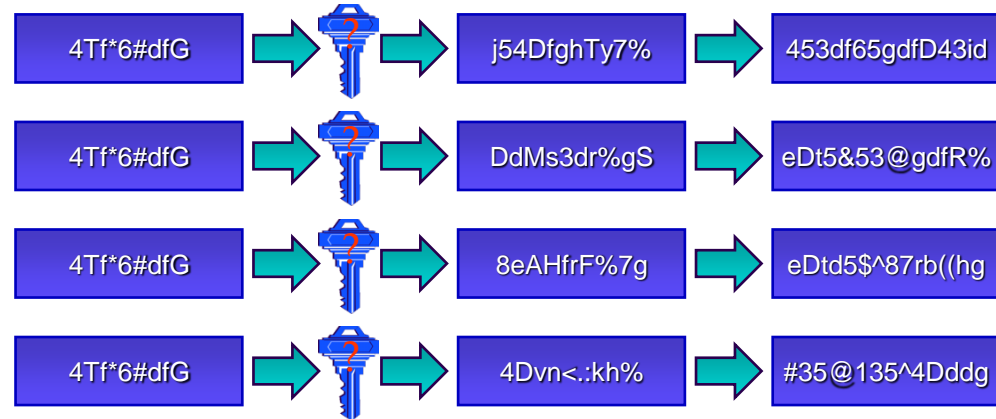 4Tf*6#dfG ? j54DfghTy7% 453df65gdfD43id
4Tf*6#dfG ? DdMs3dr%gS eDt5&53@gdfR%
4Tf*6#dfG ? 8eAHfrF%7g eDtd5$^87rb((hg
4Tf*6#dfG ? 4Dvn<.:kh% #35@135^4Dddg